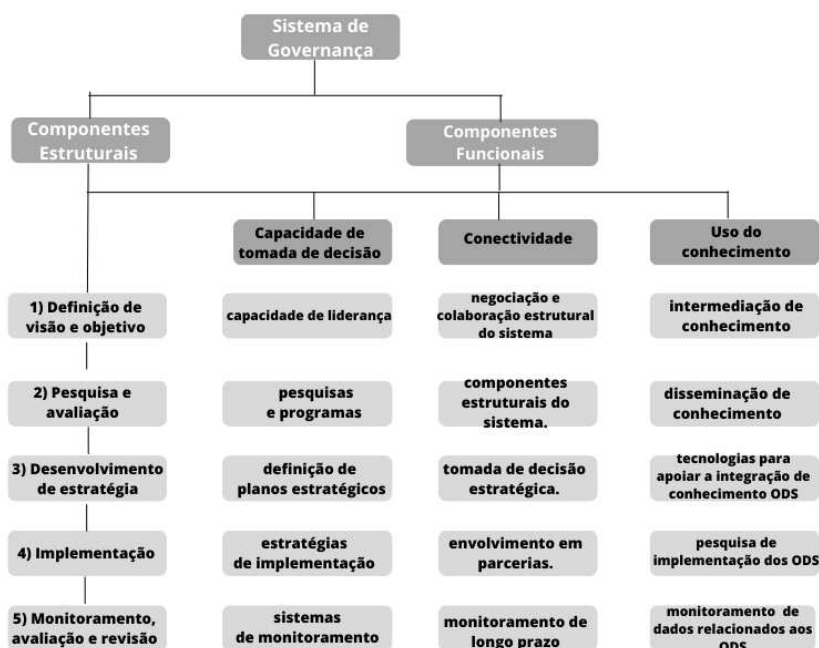 Sistema de
Governança
Componentes
Estruturais
Componentes
Funcionais
Capacidade de
tomada de decisão
Conectividade
Uso do
conhecimento
1) Definição de
visão e objetivo
capacidade de liderança
negociação e
colaboração estrutural
do sistema
intermediação de
conhecimento
2) Pesquisa e
avaliação
pesquisas
e programas
componentes
estruturais do
sistema.
disseminação de
conhecimento
3) Desenvolvimento
de estratégia
definição de
planos estratégicos
tomada de decisão
estratégica.
tecnologias para
apoiar a integração de
conhecimento ODS
4) Implementação
estratégias
de implementação
envolvimento em
parcerias.
pesquisa de
implementação dos ODS
5) Monitoramento,
avaliação e revisão
sistemas
de monitoramento
monitoramento de
longo prazo
monitoramento de
dados relacionados aos
ODS